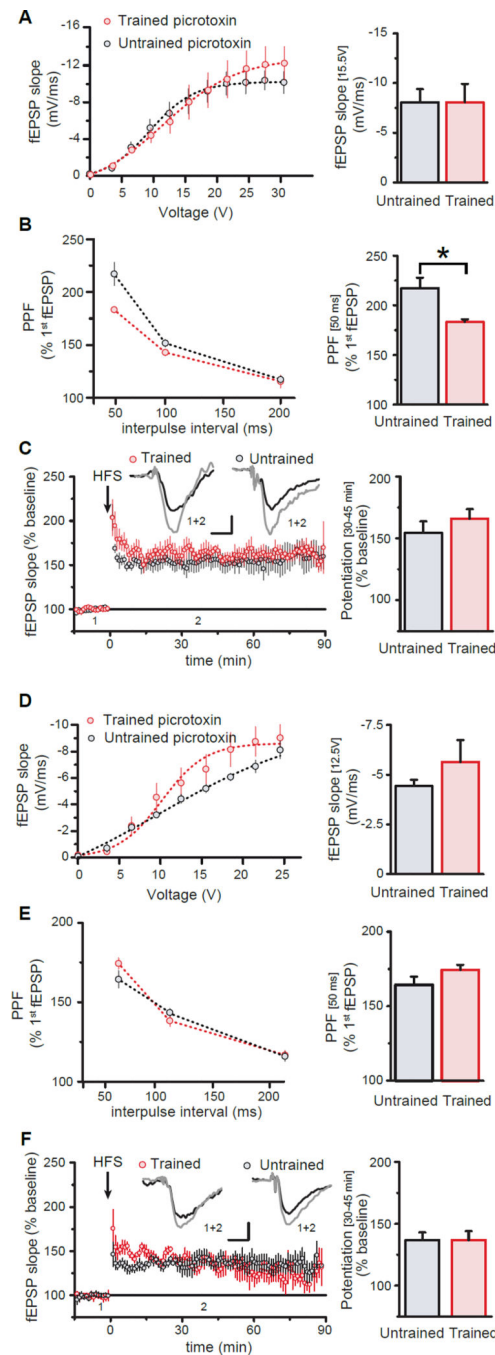 A
Trained picrotoxin
Untrained picrotoxin
fEPSP slope
(mV/ms)
-16
-12
-8
-4
0
0 5 10 15 20 25 30
Voltage (V)
fEPSP slope [15.5V]
(mV/ms)
-15
-10
-5
Untrained Trained
B
PPF
(% 1st fEPSP)
250
200
150
100
50 100 150 200
interpulse interval (ms)
PPF [50 ms]
(% 1st fEPSP)
250
200
150
100
*
Untrained Trained
C
Trained Untrained
HFS
fEPSP slope (% baseline)
250
200
150
100
1+2 1+2
1 2
0 30 60 90
time (min)
Potentiation [30-45 min]
(% baseline)
200
150
100
Untrained Trained
D
Trained picrotoxin
Untrained picrotoxin
fEPSP slope
(mV/ms)
-10
-8
-6
-4
-2
0
0 5 10 15 20 25
Voltage (V)
fEPSP slope [12.5V]
(mV/ms)
-7.5
-5
-2.5
Untrained Trained
E
PPF
(% 1st fEPSP)
200
150
100
50 100 150 200
interpulse interval (ms)
PPF [50 ms]
(% 1st fEPSP)
200
150
100
Untrained Trained
F
HFS Trained Untrained
fEPSP slope (% baseline)
250
200
150
100
1+2 1+2
1 2
0 30 60 90
time (min)
Potentiation [30-45 min]
(% baseline)
200
150
100
Untrained Trained